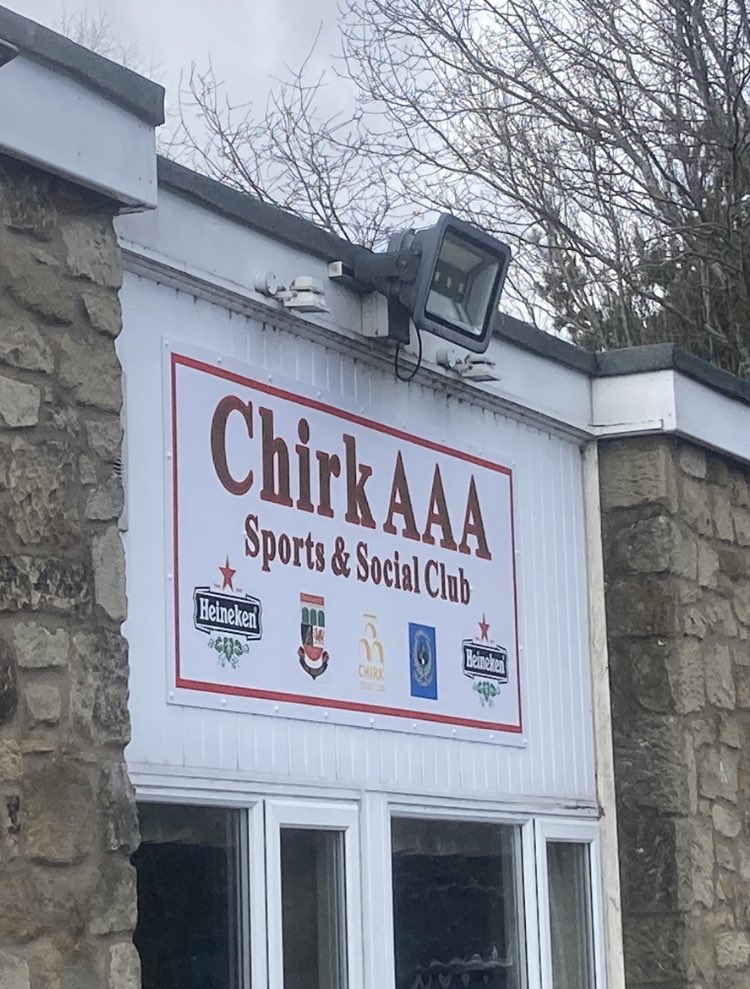 Chirk AAA
Sports & Social Club
Heineken
CHIRK
Heineken